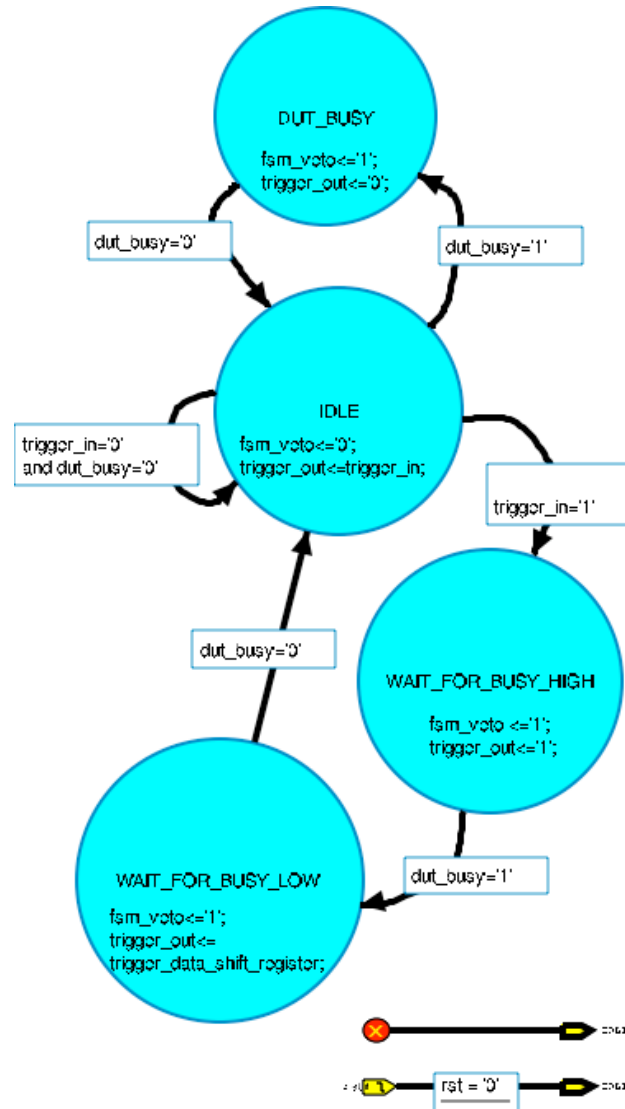 DUT_BUSY
fsm_veto<='1';
trigger_out<='0';
dut_busy='0'
dut_busy='1'
IDLE
fsm_veto<='0';
trigger_out<=trigger_in;
trigger_in='0'
and dut_busy='0'
trigger_in='1'
dut_busy='0'
WAIT_FOR_BUSY_HIGH
fsm_veto <='1';
trigger_out<='1';
dut_busy='1'
WAIT_FOR_BUSY_LOW
fsm_veto<='1';
trigger_out<=
trigger_data_shift_register;
rst = '0'